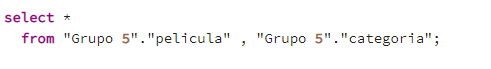 select *
from "Grupo 5"."pelicula" , "Grupo 5"."categoria";